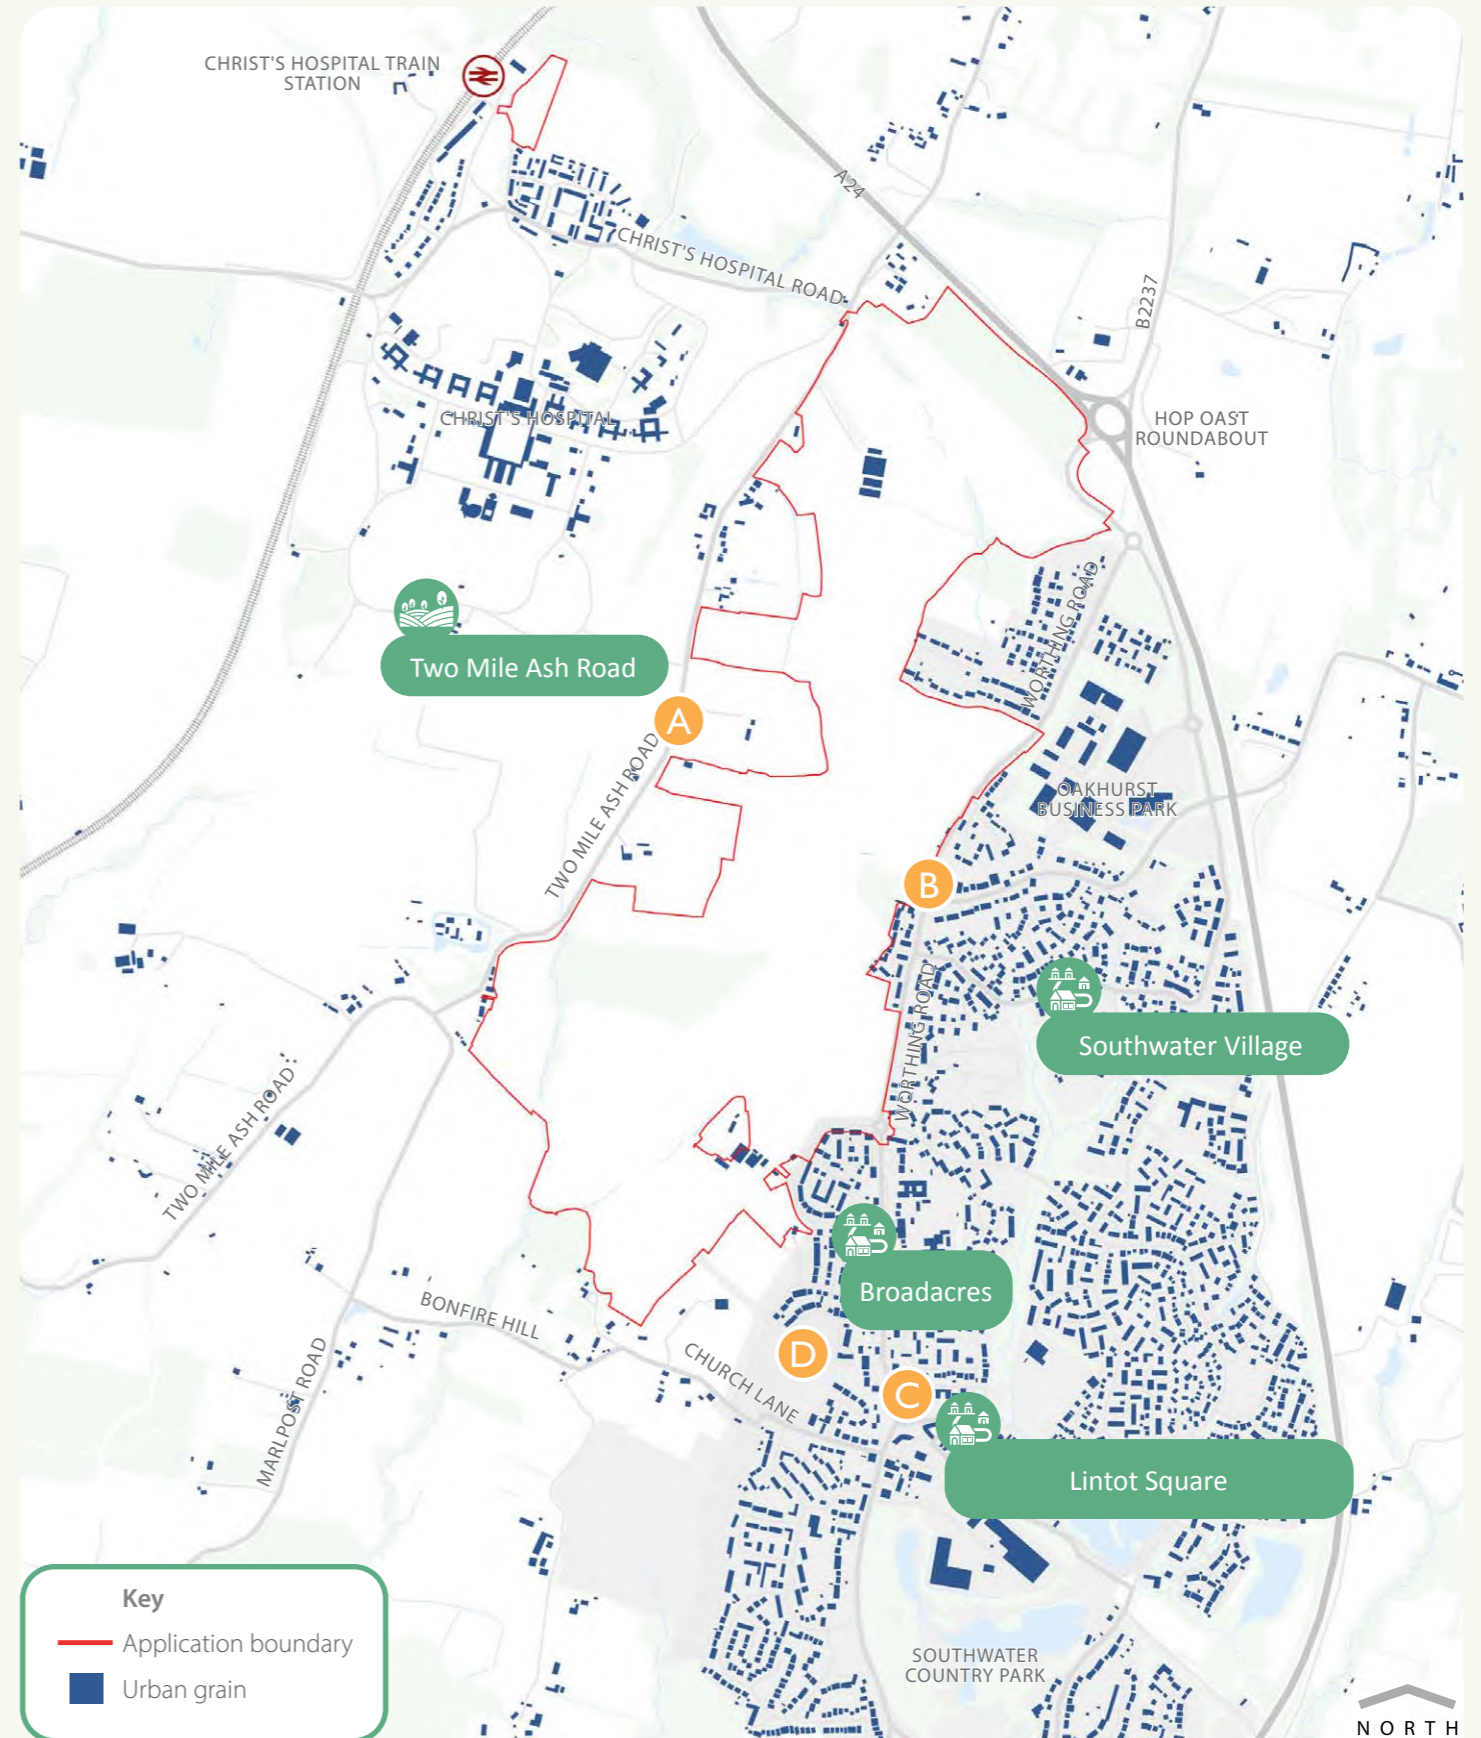 CHRIST'S HOSPITAL TRAIN
STATION
A24
CHRIST'S HOSPITAL ROAD
B2237
CHRIST'S HOSPITAL
HOP OAST
ROUNDABOUT
WORTHING ROAD
Two Mile Ash Road
A
TWO MILE ASH ROAD
OAKHURST
BUSINESS PARK
B
WORTHING ROAD
Southwater Village
TWO MILE ASH ROAD
Broadacres
BONFIRE HILL
D
CHURCH LANE
C
MARLPOST ROAD
Lintot Square
Key
Application boundary
Urban grain
SOUTHWATER
COUNTRY PARK
NORTH